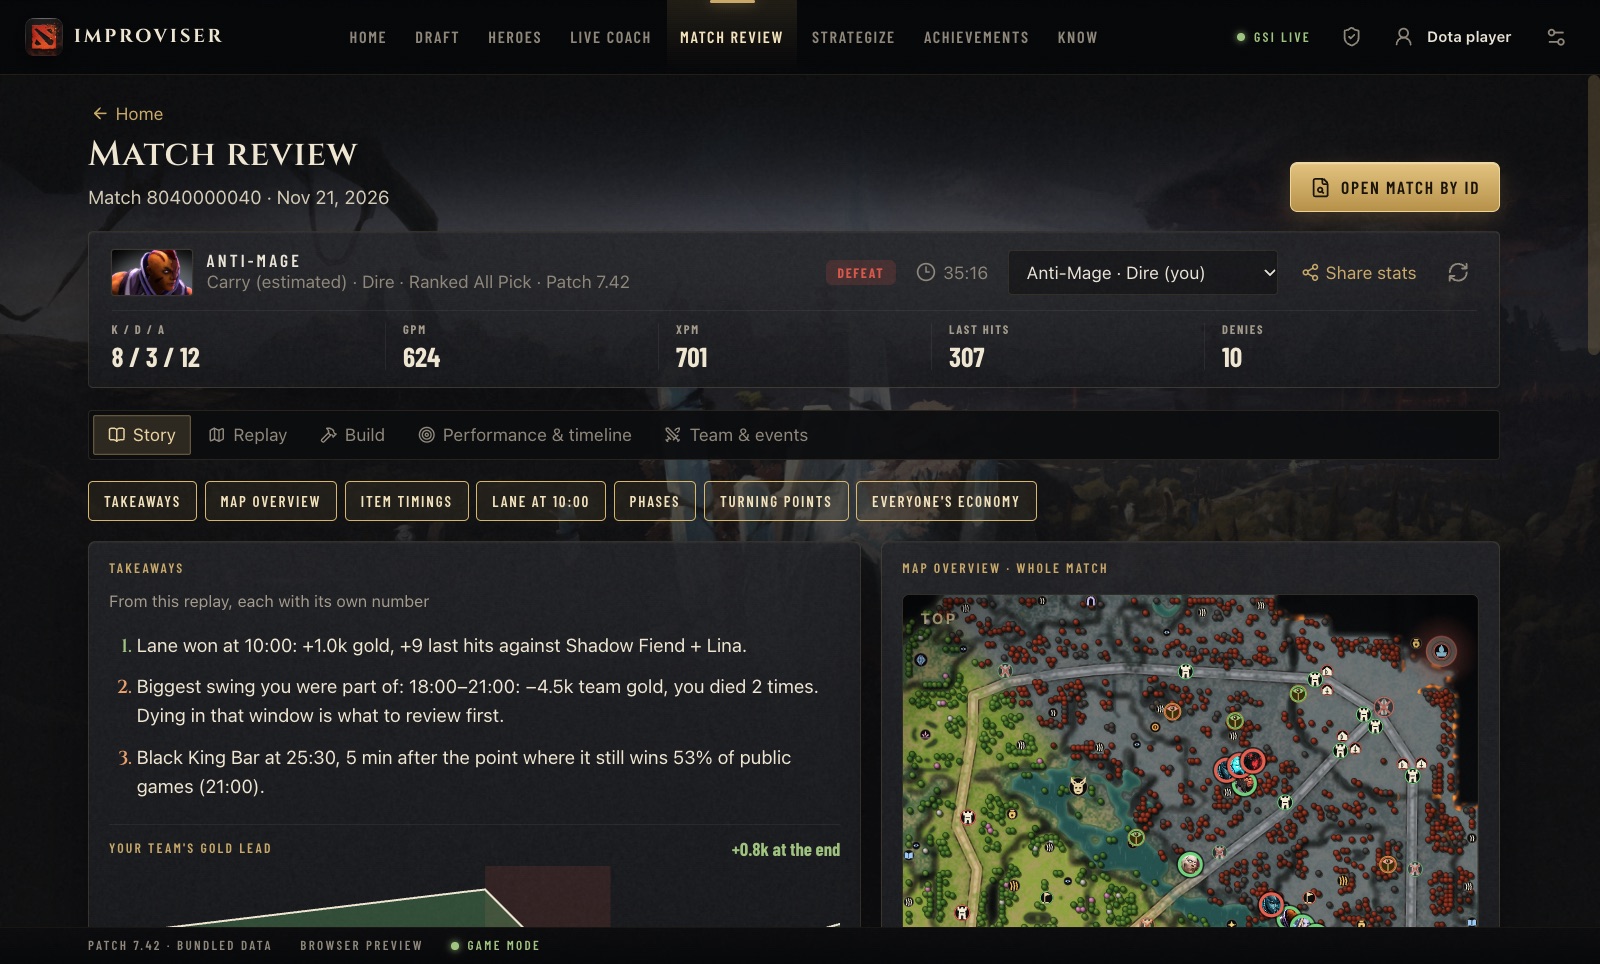 IMPROVISER
HOME
DRAFT
HEROES
LIVE COACH
MATCH REVIEW
STRATEGIZE
ACHIEVEMENTS
KNOW
GSI LIVE
Dota player
← Home
MATCH REVIEW
Match 8040000040 · Nov 21, 2026
OPEN MATCH BY ID
ANTI-MAGE
Carry (estimated) · Dire · Ranked All Pick · Patch 7.42
DEFEAT
35:16
Anti-Mage · Dire (you)
Share stats
K / D / A
8 / 3 / 12
GPM
624
XPM
701
LAST HITS
307
DENIES
10
Story
Replay
Build
Performance & timeline
Team & events
TAKEAWAYS
MAP OVERVIEW
ITEM TIMINGS
LANE AT 10:00
PHASES
TURNING POINTS
EVERYONE'S ECONOMY
TAKEAWAYS
From this replay, each with its own number
1. Lane won at 10:00: +1.0k gold, +9 last hits against Shadow Fiend + Lina.
2. Biggest swing you were part of: 18:00–21:00: −4.5k team gold, you died 2 times.
Dying in that window is what to review first.
3. Black King Bar at 25:30, 5 min after the point where it still wins 53% of public
games (21:00).
YOUR TEAM'S GOLD LEAD
+0.8k at the end
MAP OVERVIEW · WHOLE MATCH
TOP
PATCH 7.42 · BUNDLED DATA
BROWSER PREVIEW
GAME MODE